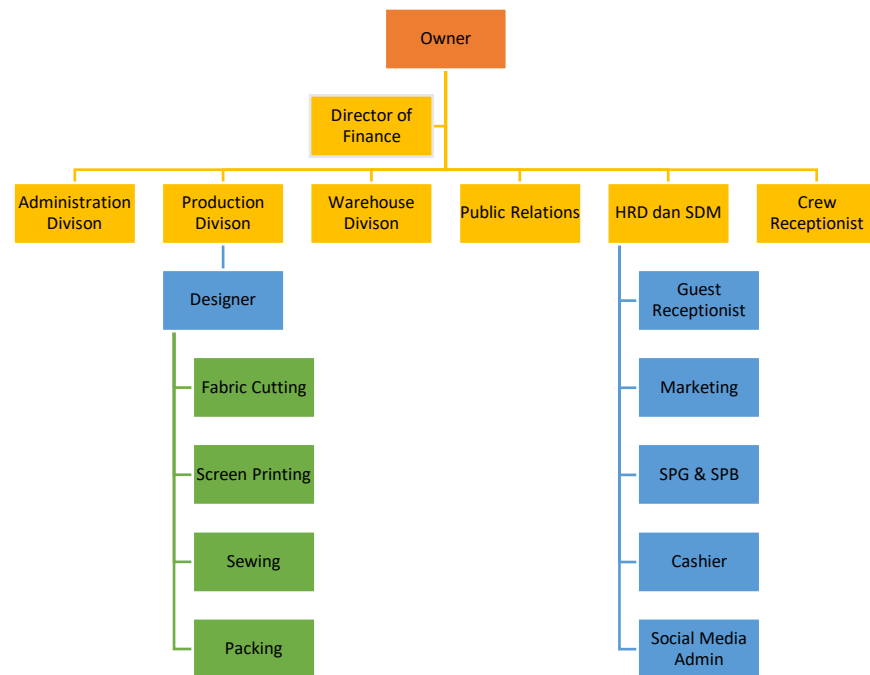 Owner
Director of
Finance
Administration
Divison
Production
Divison
Warehouse
Divison
Public Relations
HRD dan SDM
Crew
Receptionist
Designer
Fabric Cutting
Screen Printing
Sewing
Packing
Guest
Receptionist
Marketing
SPG & SPB
Cashier
Social Media
Admin